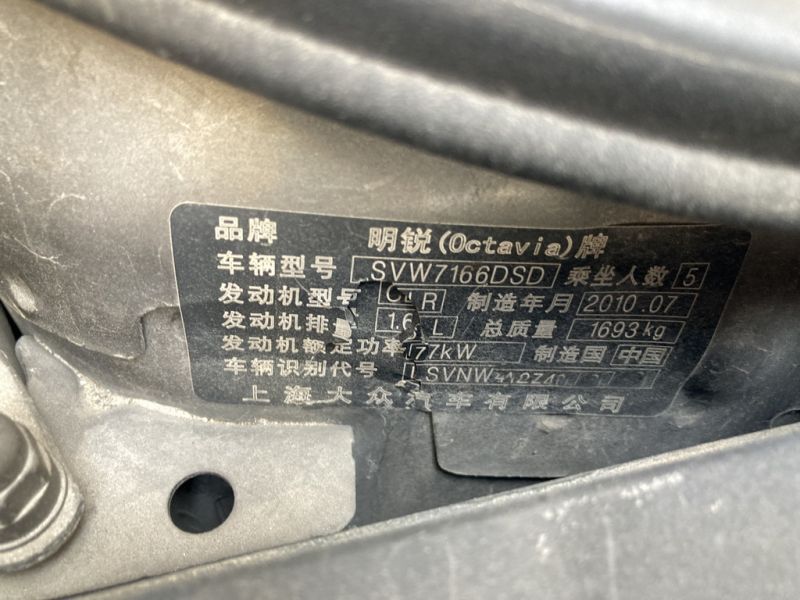 品牌 明锐(Octavia)牌
车辆型号 SVW7166DSD 乘坐人数 5
发动机型号 R 制造年月 2010.07
发动机排量 1.6 L 总质量 1693kg
发动机额定功率 77kW 制造国 中国
车辆识别代号 LSVNW
上海大众汽车有限公司